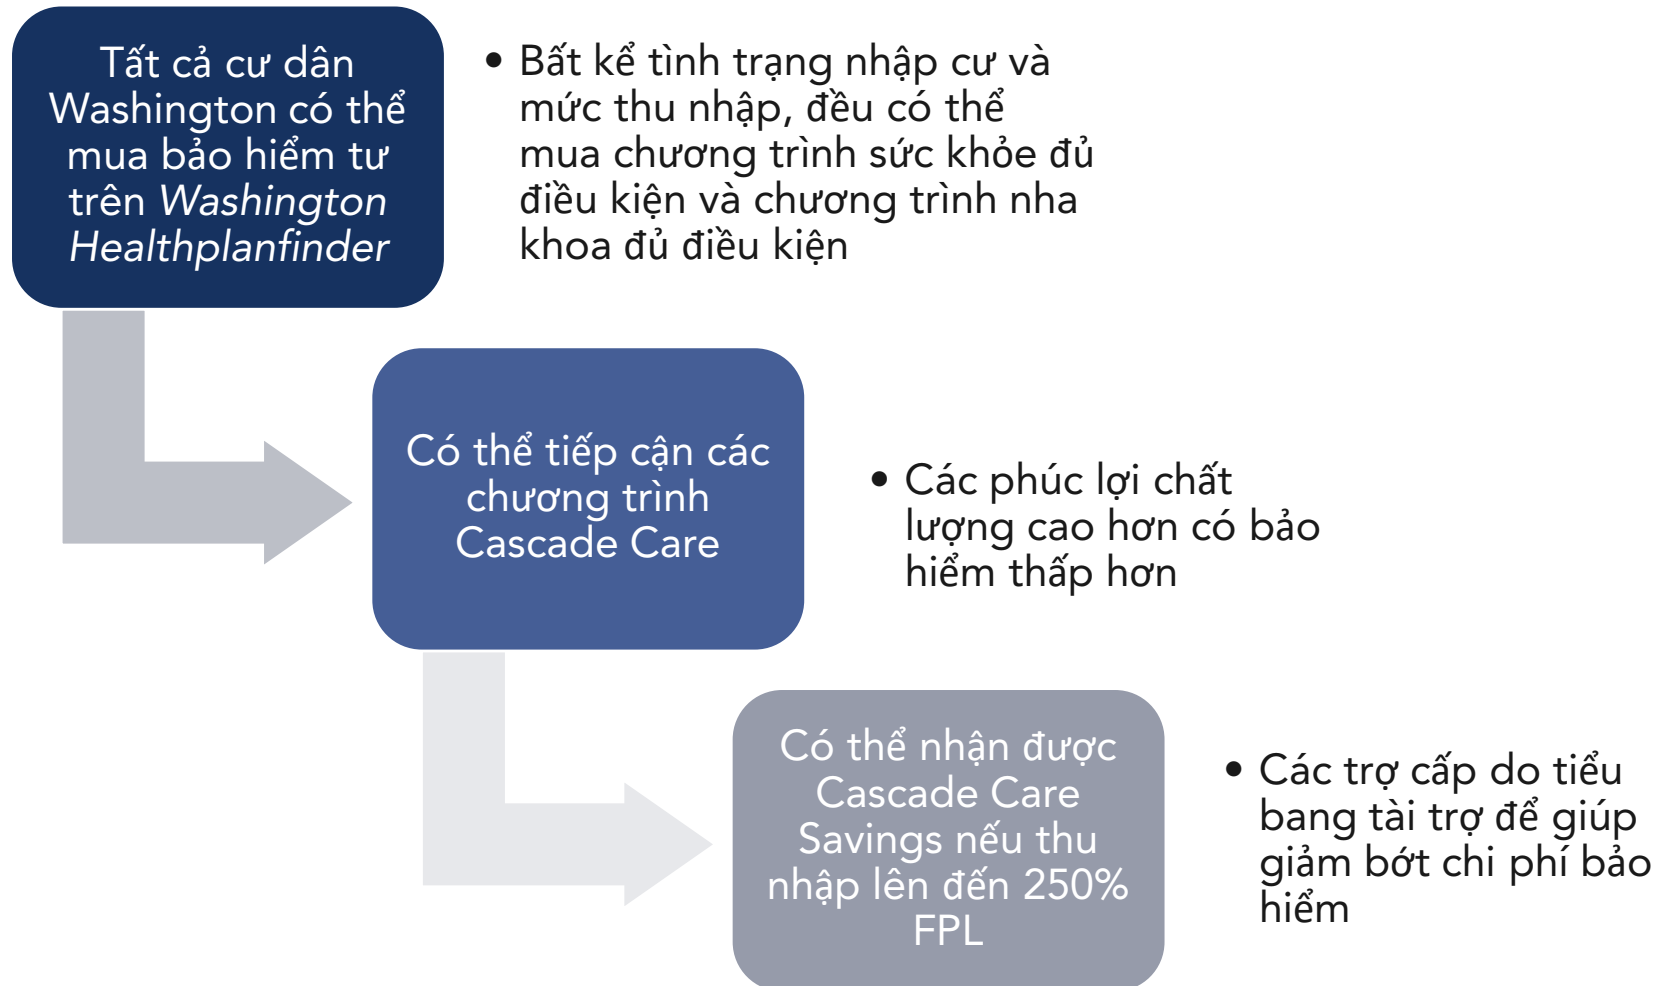 Tất cả cư dân
Washington có thể
mua bảo hiểm tư
trên Washington
Healthplanfinder
• Bất kể tình trạng nhập cư và
mức thu nhập, đều có thể
mua chương trình sức khỏe đủ
điều kiện và chương trình nha
khoa đủ điều kiện
Có thể tiếp cận các
chương trình
Cascade Care
• Các phúc lợi chất
lượng cao hơn có bảo
hiểm thấp hơn
Có thể nhận được
Cascade Care
Savings nếu thu
nhập lên đến 250%
FPL
• Các trợ cấp do tiểu
bang tài trợ để giúp
giảm bớt chi phí bảo
hiểm